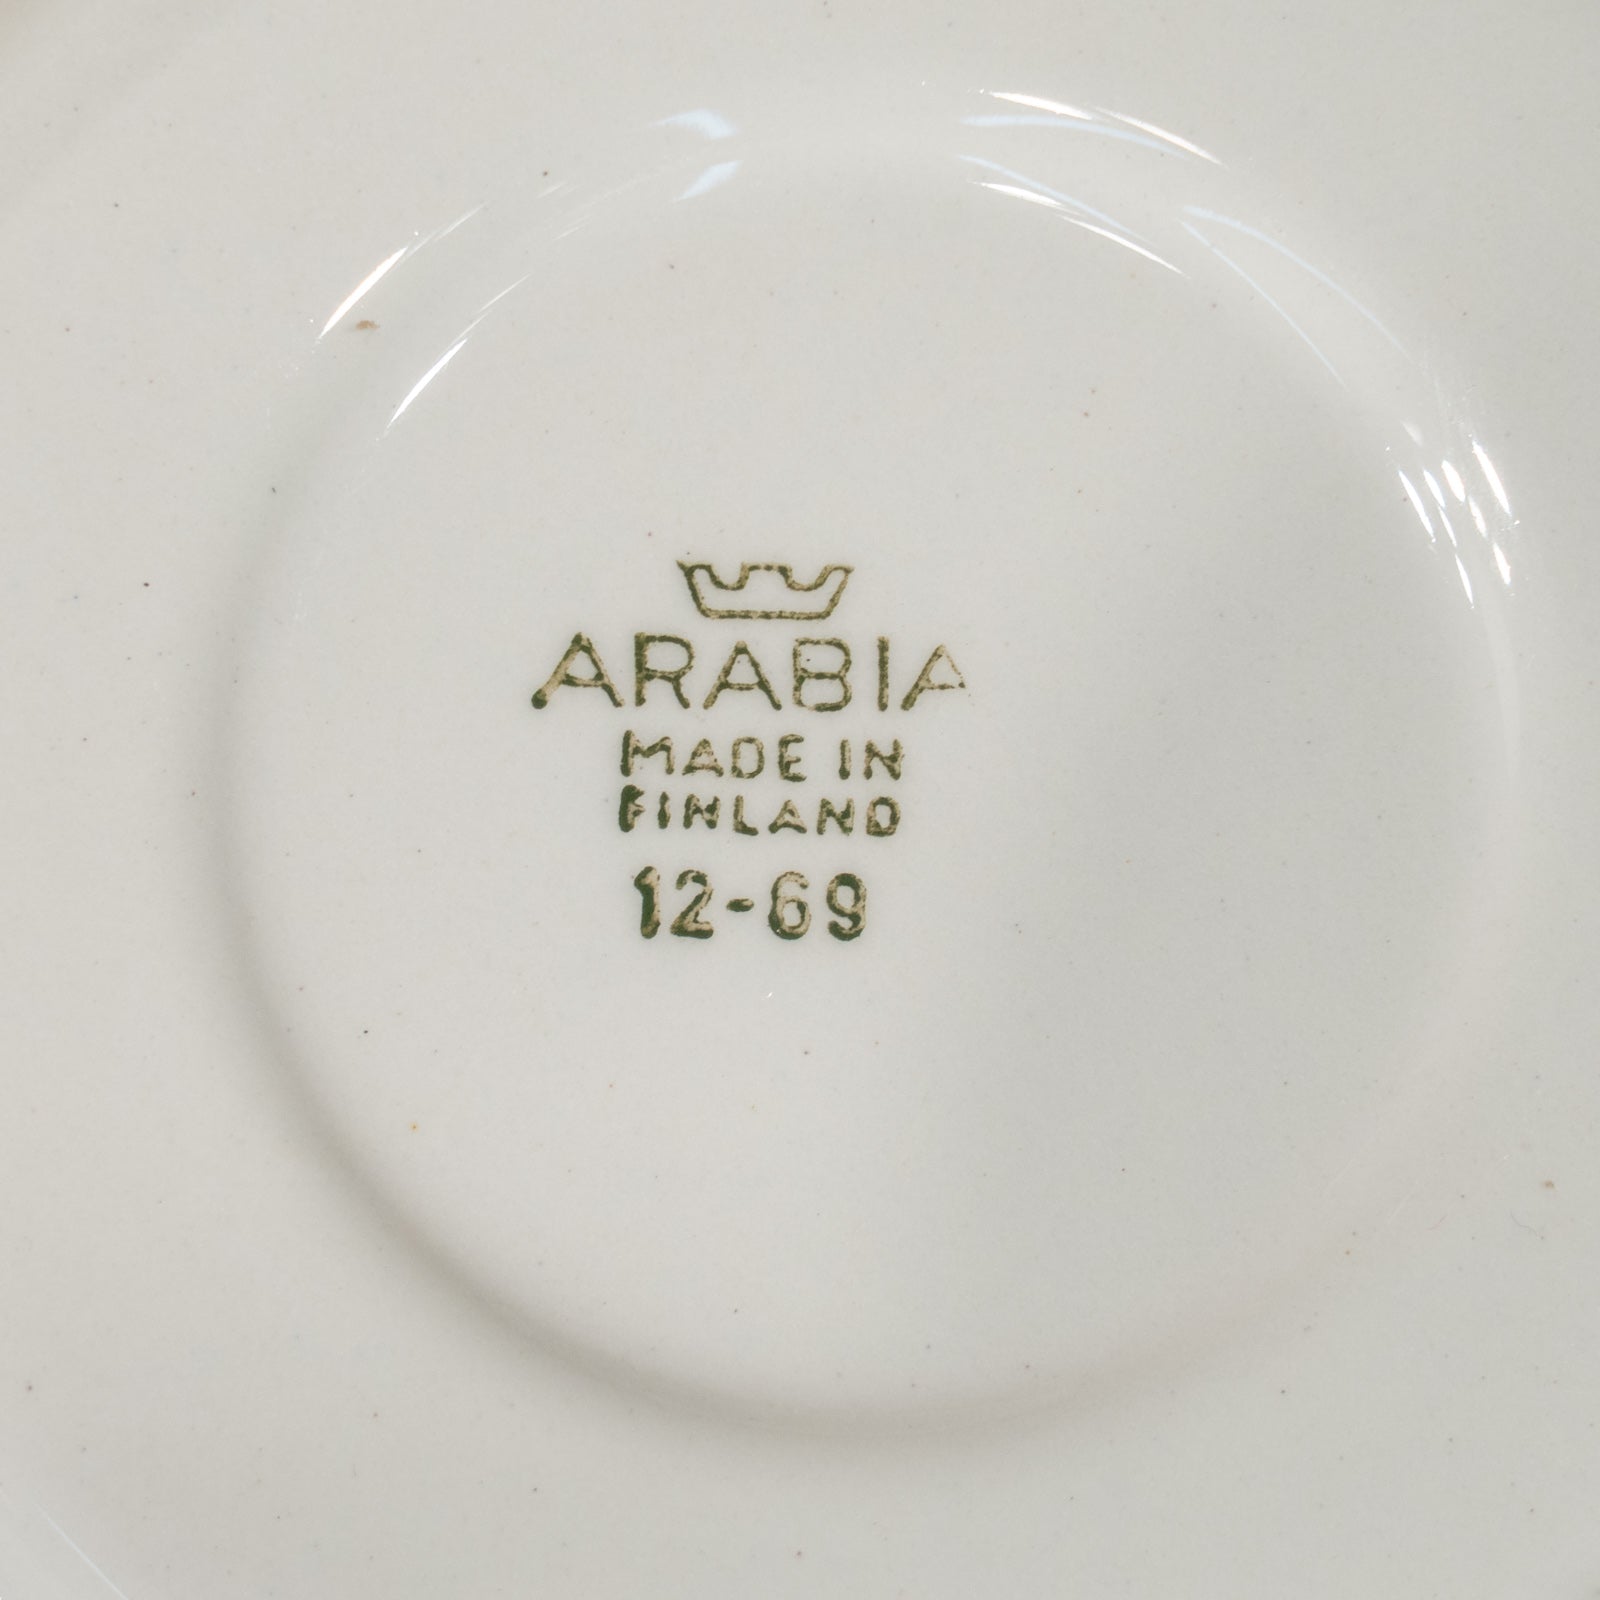 ARABIA
MADE IN
FINLAND
12-69